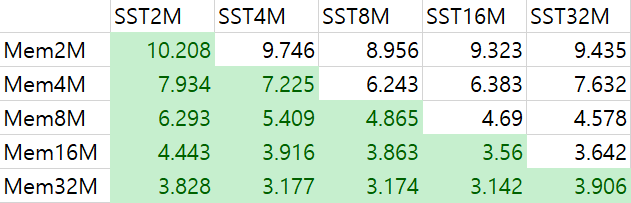 SST2M SST4M SST8M SST16M SST32M
Mem2M 10.208 9.746 8.956 9.323 9.435
Mem4M 7.934 7.225 6.243 6.383 7.632
Mem8M 6.293 5.409 4.865 4.69 4.578
Mem16M 4.443 3.916 3.863 3.56 3.642
Mem32M 3.828 3.177 3.174 3.142 3.906